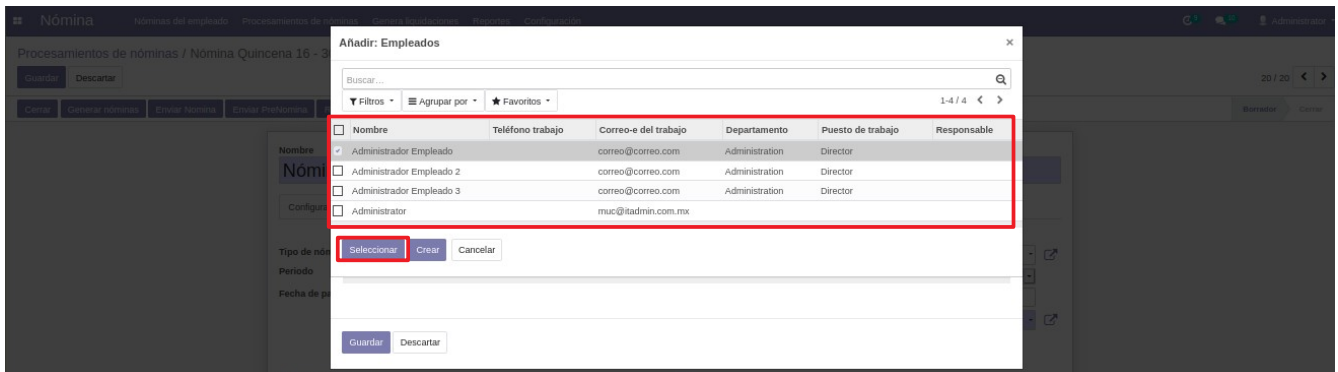 Nómina Nóminas del empleado Procesamientos de nóminas Genera liquidaciones Reportes Configuración Administrator
Procesamientos de nóminas / Nómina Quincena 16 - 3
Guardar Descartar 20 / 20
Cerrar Generar nóminas Enviar Nomina Enviar PreNomina Borrador Cerrar
Añadir: Empleados ×
Buscar...
Filtros Agrupar por Favoritos 1-4 / 4
Nombre Teléfono trabajo Correo-e del trabajo Departamento Puesto de trabajo Responsable
Administrador Empleado correo@correo.com Administration Director
Administrador Empleado 2 correo@correo.com Administration Director
Administrador Empleado 3 correo@correo.com Administration Director
Administrator muc@itadmin.com.mx
Seleccionar Crear Cancelar
Nombre
Nómi
Configura
Tipo de nóm
Periodo
Fecha de pa
Guardar Descartar